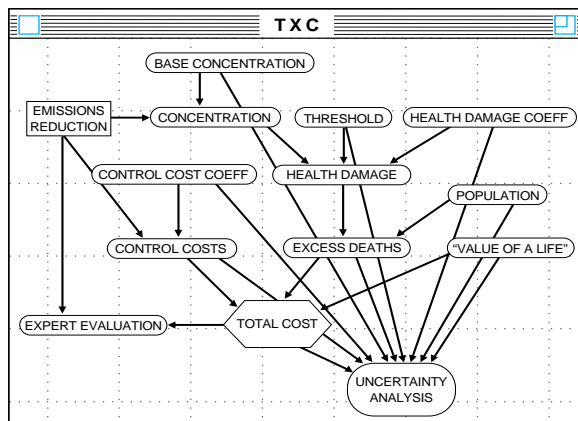 TXC
BASE CONCENTRATION
EMISSIONS
REDUCTION
CONCENTRATION
THRESHOLD
HEALTH DAMAGE COEFF
CONTROL COST COEFF
HEALTH DAMAGE
POPULATION
CONTROL COSTS
EXCESS DEATHS
“VALUE OF A LIFE”
EXPERT EVALUATION
TOTAL COST
UNCERTAINTY
ANALYSIS